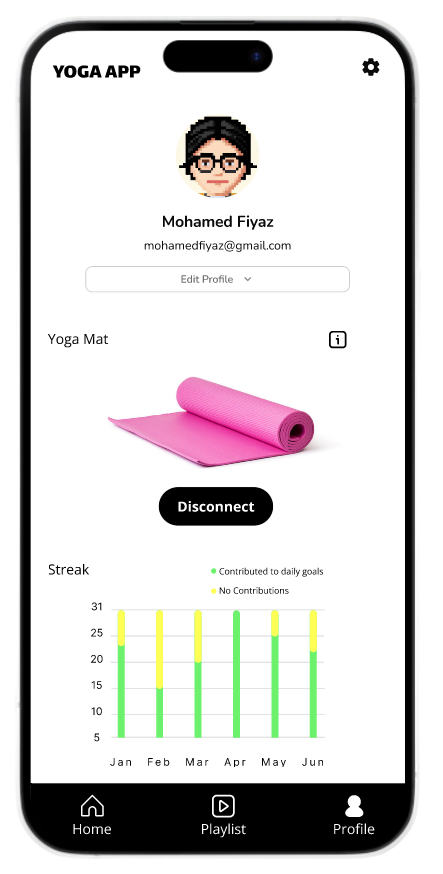 YOGA APP
Mohamed Fiyaz
mohamedfiyaz@gmail.com
Edit Profile
Yoga Mat
Disconnect
Streak
Contributed to daily goals
No Contributions
31
25
20
15
10
5
Jan Feb Mar Apr May Jun
Home Playlist Profile